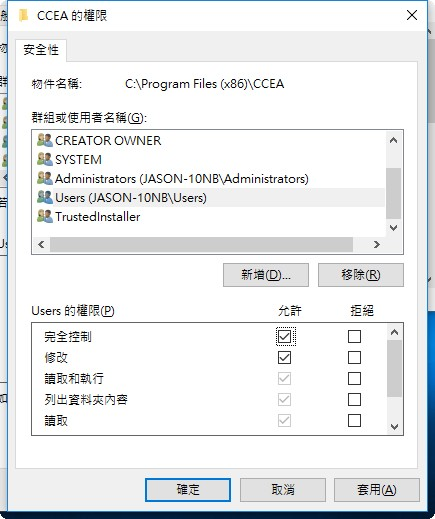 CCEA 的權限
安全性
物件名稱: C:\Program Files (x86)\CCEA
群組或使用者名稱(G):
CREATOR OWNER
SYSTEM
Administrators (JASON-10NB\Administrators)
Users (JASON-10NB\Users)
TrustedInstaller
新增(D)... 移除(R)
Users 的權限(P) 允許 拒絕
完全控制
修改
讀取和執行
列出資料夾內容
讀取
確定 取消 套用(A)